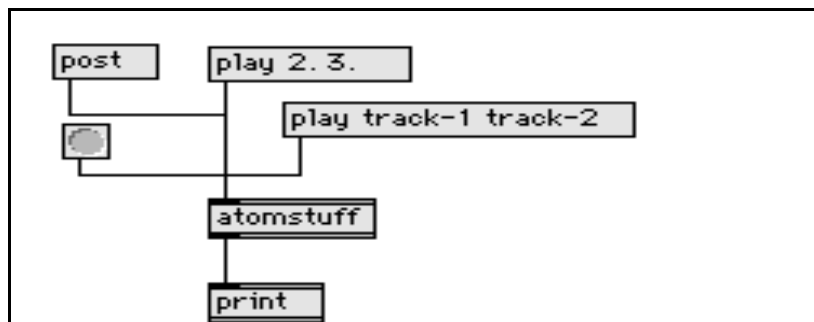 post
play 2. 3.
play track-1 track-2
atomstuff
print